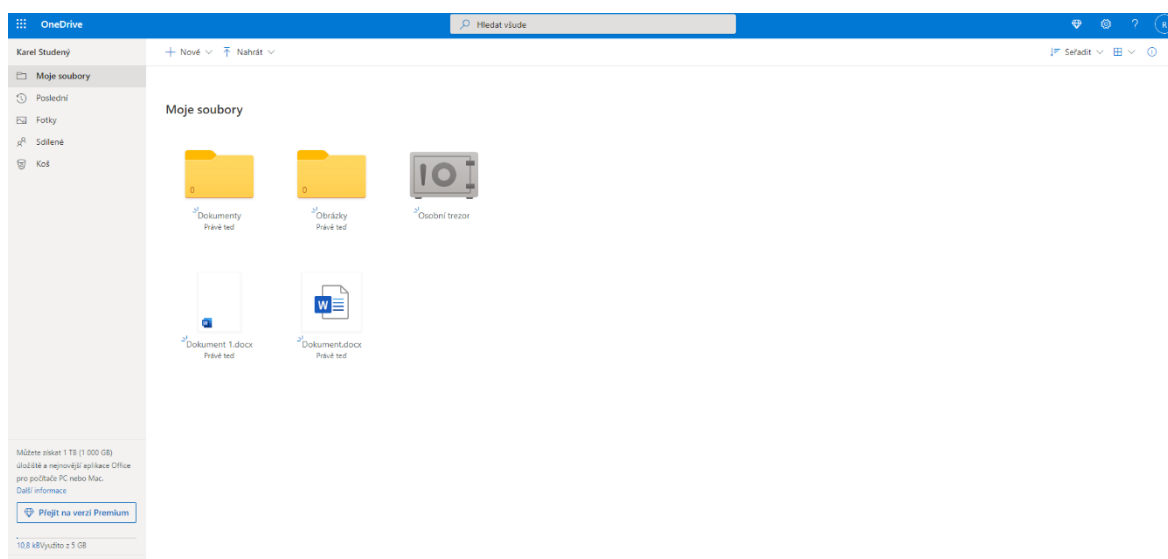 OneDrive
Hledat všude
?
R
Karel Studený
Nové
Nahrát
Seřadit
Moje soubory
Poslední
Fotky
Sdílené
Koš
Moje soubory
0
0
Dokumenty
Obrázky
Osobní trezor
Právě teď
Právě teď
Dokument 1.docx
Dokument.docx
Právě teď
Právě teď
Můžete získat 1 TB (1 000 GB)
úložiště a nejnovější aplikace Office
pro počítače PC nebo Mac.
Další informace
Přejít na verzi Premium
10,8 kBVyužito z 5 GB